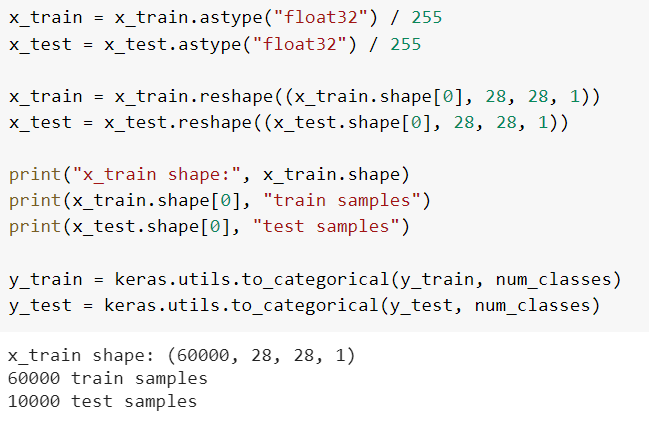 x_train = x_train.astype("float32") / 255
x_test = x_test.astype("float32") / 255
x_train = x_train.reshape((x_train.shape[0], 28, 28, 1))
x_test = x_test.reshape((x_test.shape[0], 28, 28, 1))
print("x_train shape:", x_train.shape)
print(x_train.shape[0], "train samples")
print(x_test.shape[0], "test samples")
y_train = keras.utils.to_categorical(y_train, num_classes)
y_test = keras.utils.to_categorical(y_test, num_classes)
x_train shape: (60000, 28, 28, 1)
60000 train samples
10000 test samples